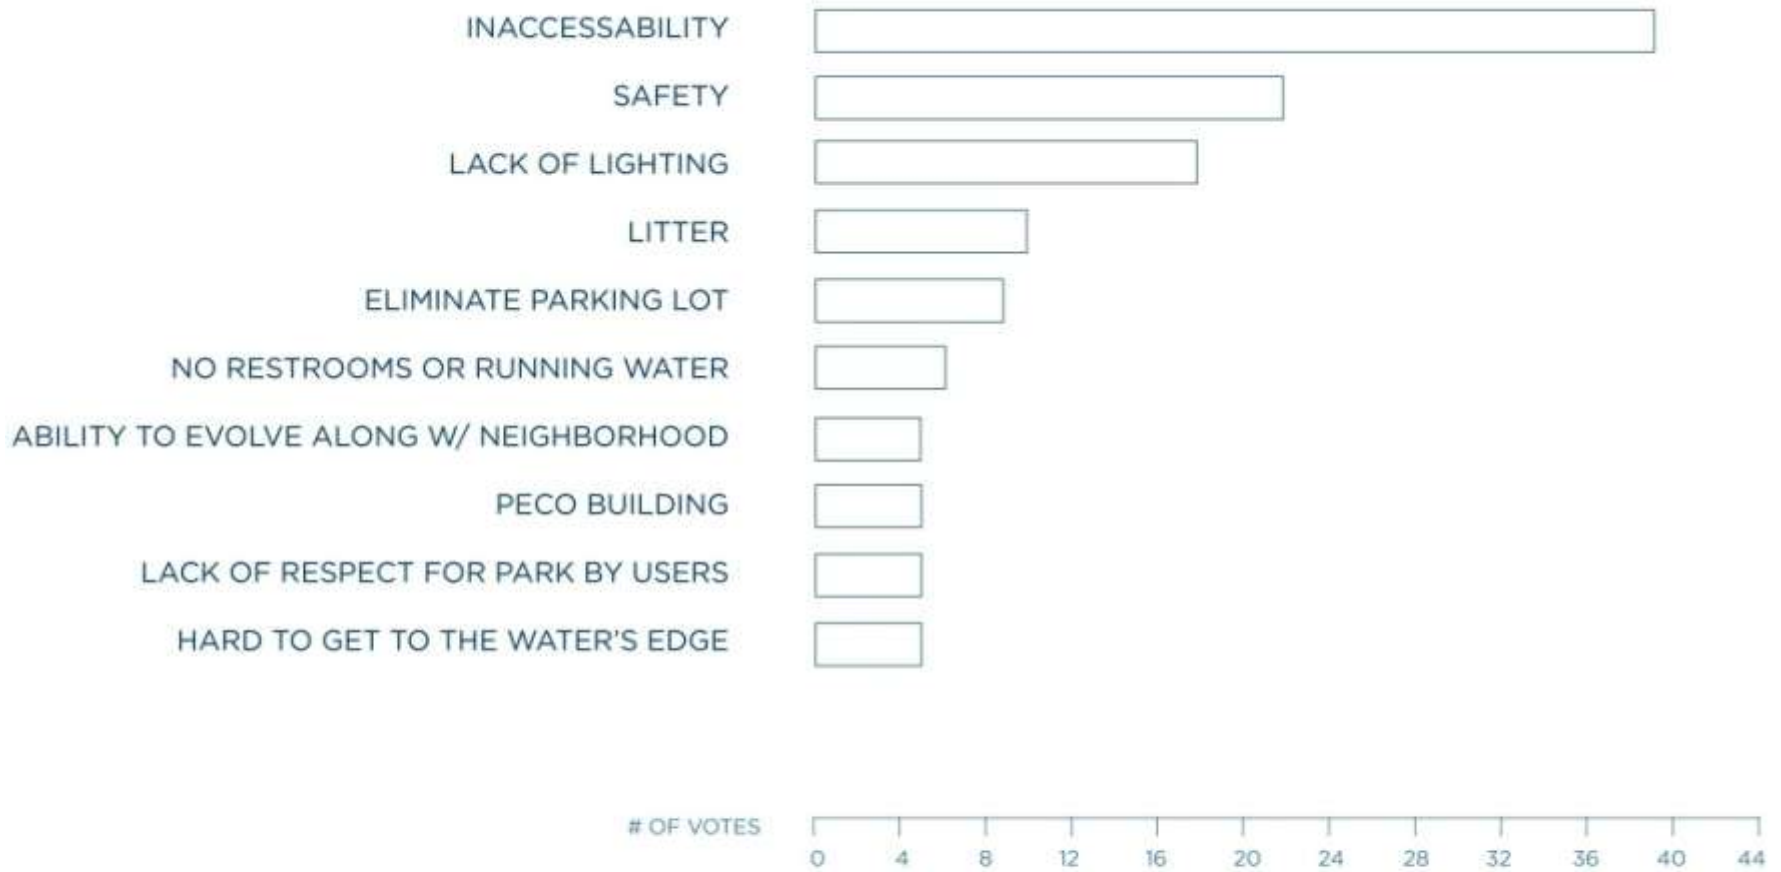 INACCESSABILITY
SAFETY
LACK OF LIGHTING
LITTER
ELIMINATE PARKING LOT
NO RESTROOMS OR RUNNING WATER
ABILITY TO EVOLVE ALONG W/ NEIGHBORHOOD
PECO BUILDING
LACK OF RESPECT FOR PARK BY USERS
HARD TO GET TO THE WATER'S EDGE
# OF VOTES
0 4 8 12 16 20 24 28 32 36 40 44